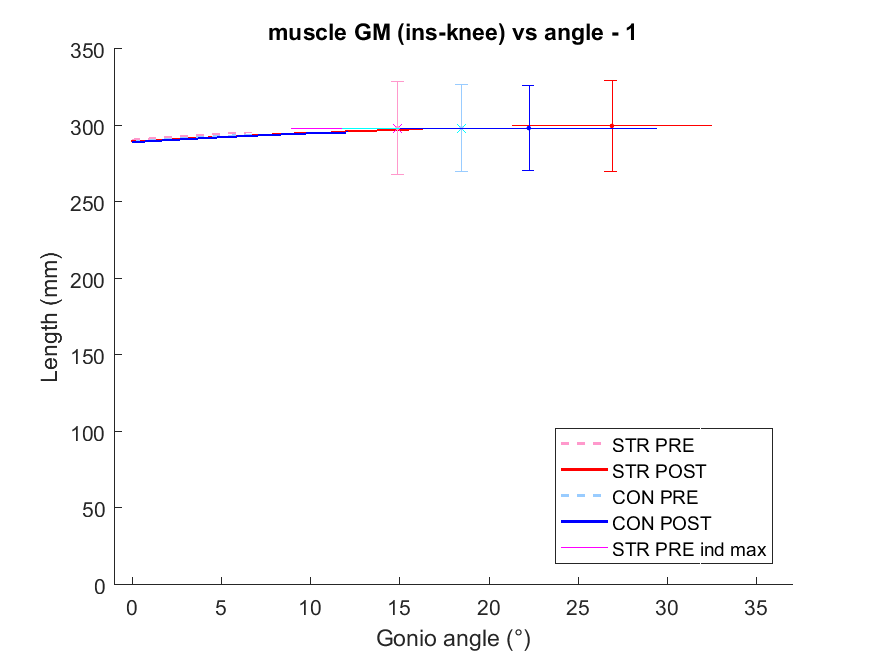 muscle GM (ins-knee) vs angle - 1
350
300
250
200
150
100
50
0
Length (mm)
0 5 10 15 20 25 30 35
Gonio angle (°)
STR PRE
STR POST
CON PRE
CON POST
STR PRE ind max